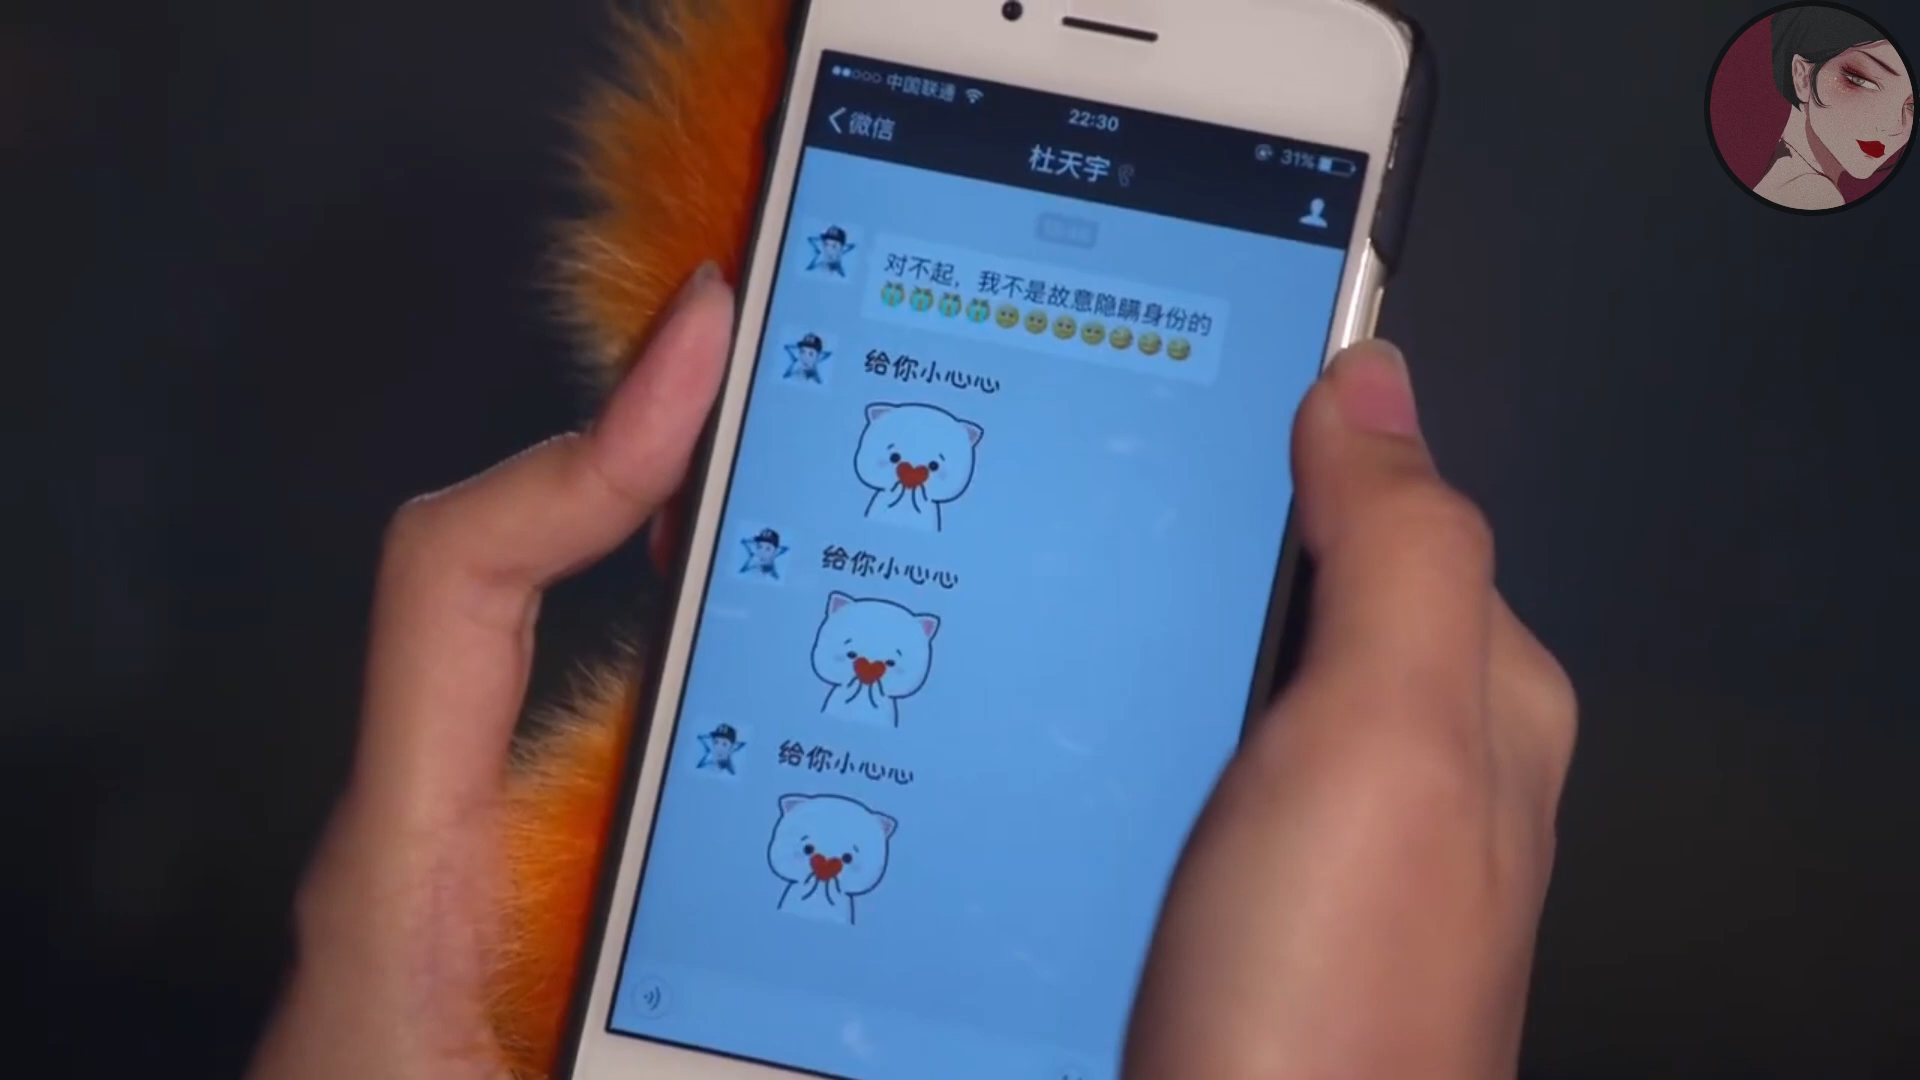 中国联通
22:30
31%
微信
杜天宇
对不起，我不是故意隐瞒身份的
给你小心心
给你小心心
给你小心心